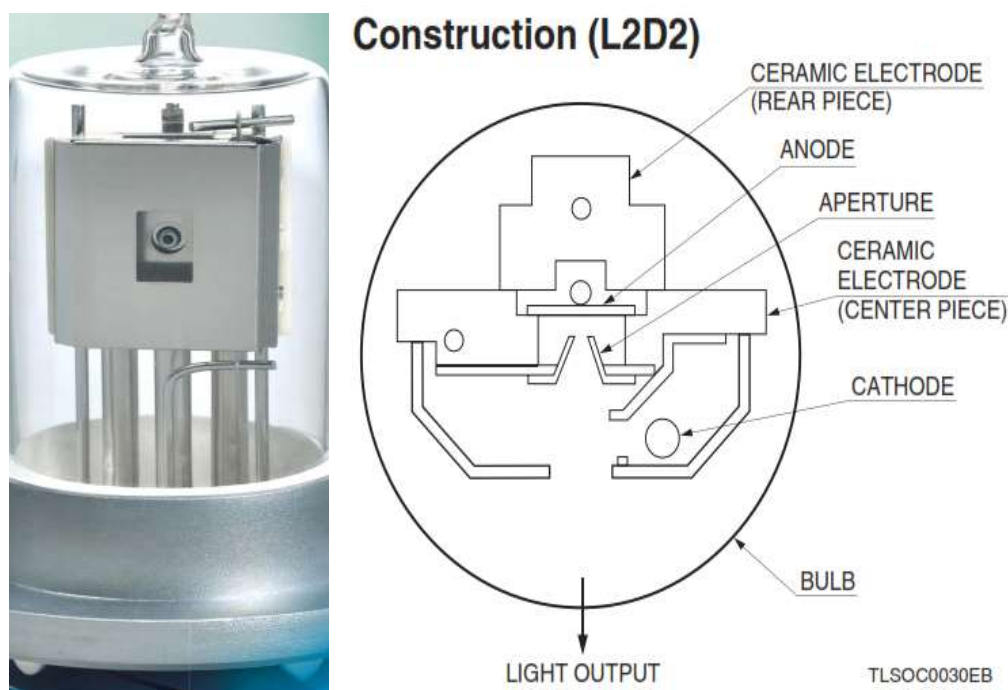 Construction (L2D2)
CERAMIC ELECTRODE
(REAR PIECE)
ANODE
APERTURE
CERAMIC
ELECTRODE
(CENTER PIECE)
CATHODE
BULB
LIGHT OUTPUT
TLSOC0030EB